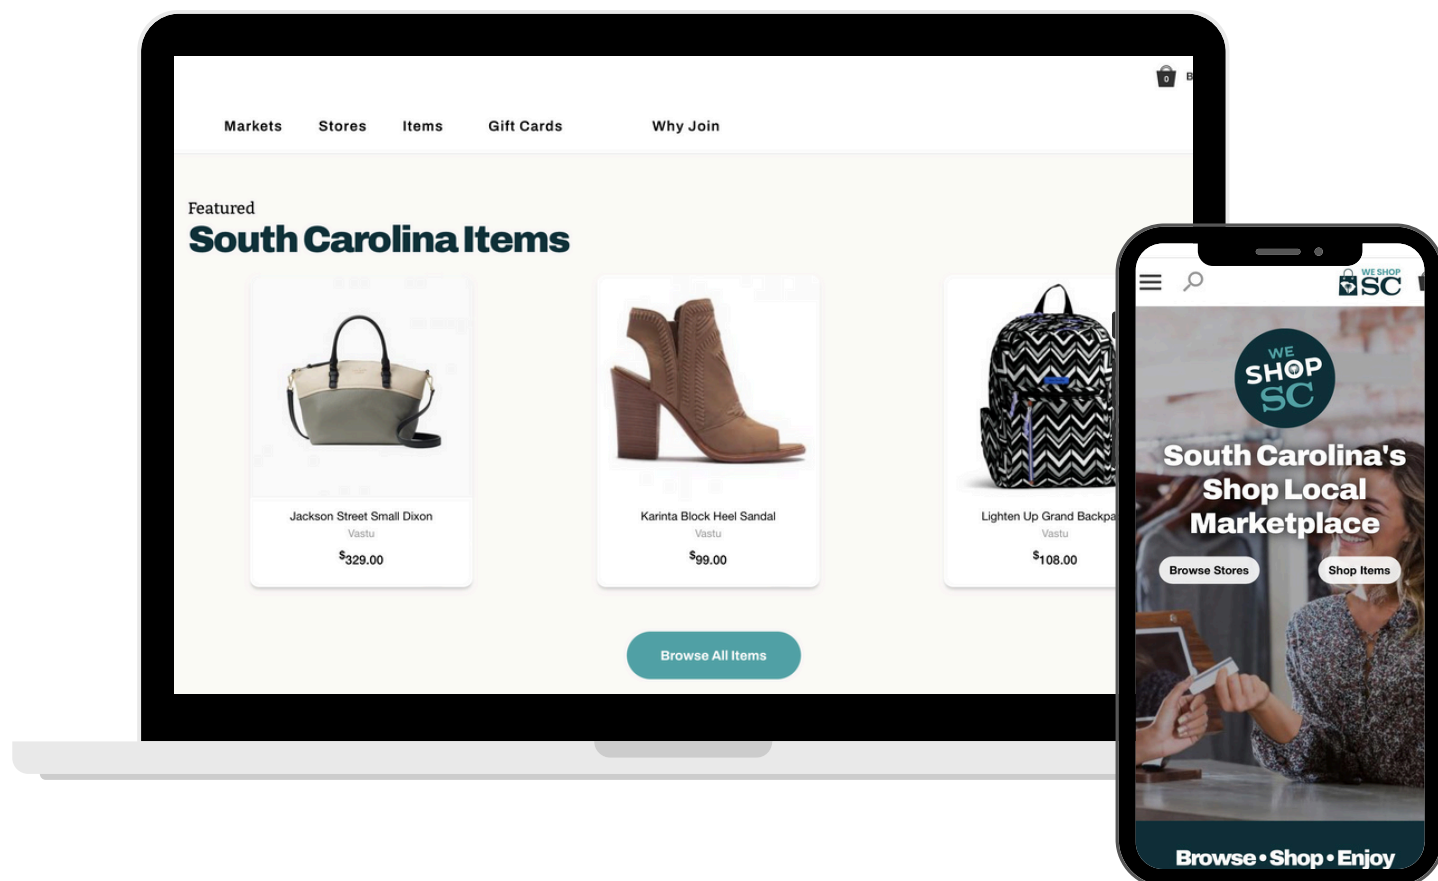 0 B
Markets Stores Items Gift Cards Why Join
Featured
South Carolina Items
Jackson Street Small Dixon
Vastu
$329.00
Karinta Block Heel Sandal
Vastu
$99.00
Lighten Up Grand Backpa
Vastu
$108.00
Browse All Items
WE SHOP
SC
WE
SHOP
SC
South Carolina's
Shop Local
Marketplace
Browse Stores Shop Items
Browse • Shop • Enjoy